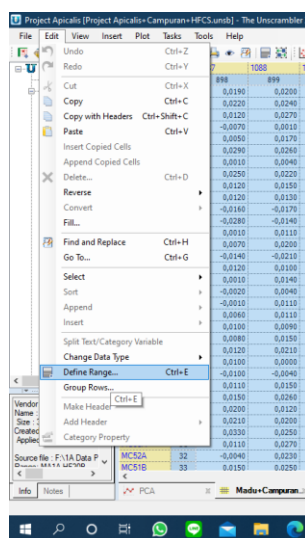 Project Apicalis [Project Apicalis+Campuran+HFCS.unsb] - The Unscrambler
File Edit View Insert Plot Tasks Tools Help
Undo Ctrl+Z
Redo Ctrl+Y
Cut Ctrl+X
Copy Ctrl+C
Copy with Headers Ctrl+Shift+C
Paste Ctrl+V
Insert Copied Cells
Append Copied Cells
Delete... Ctrl+D
Reverse
Convert
Fill...
Find and Replace Ctrl+H
Go To... Ctrl+G
Select
Sort
Append
Insert
Split Text/Category Variable
Change Data Type
Define Range... Ctrl+E
Group Rows...
Ctrl+E
Make Header
Add Header
Category Property
7 1088
898 899
0,0190 0,0200
0,0220 0,0240
0,0120 0,0270
-0,0070 0,0010
0,0050 0,0170
0,0290 0,0260
0,0010 0,0040
0,0250 0,0220
0,0120 0,0150
0,0120 0,0130
-0,0160 -0,0170
-0,0280 -0,0140
0,0010 0,0110
0,0070 0,0200
-0,0140 -0,0210
0,0120 0,0100
0,0010 0,0140
-0,0020 0,0040
-0,0010 0,0110
0,0060 0,0110
0,0100 0,0090
0,0080 0,0150
0,0120 0,0210
0,0100 0,0000
-0,0100 -0,0040
0,0110 0,0150
0,0150 0,0260
0,0200 0,0120
0,0210 0,0200
0,0330 0,0250
0,0110 0,0270
MC52A 32 -0,0040 0,0230
MC51B 33 0,0150 0,0250
Vendor
Name :
Size :
Created
Applied
Source file : F:\1A Data P
Range: MA1A HF20B
Info Notes
PCA
Madu+Campuran